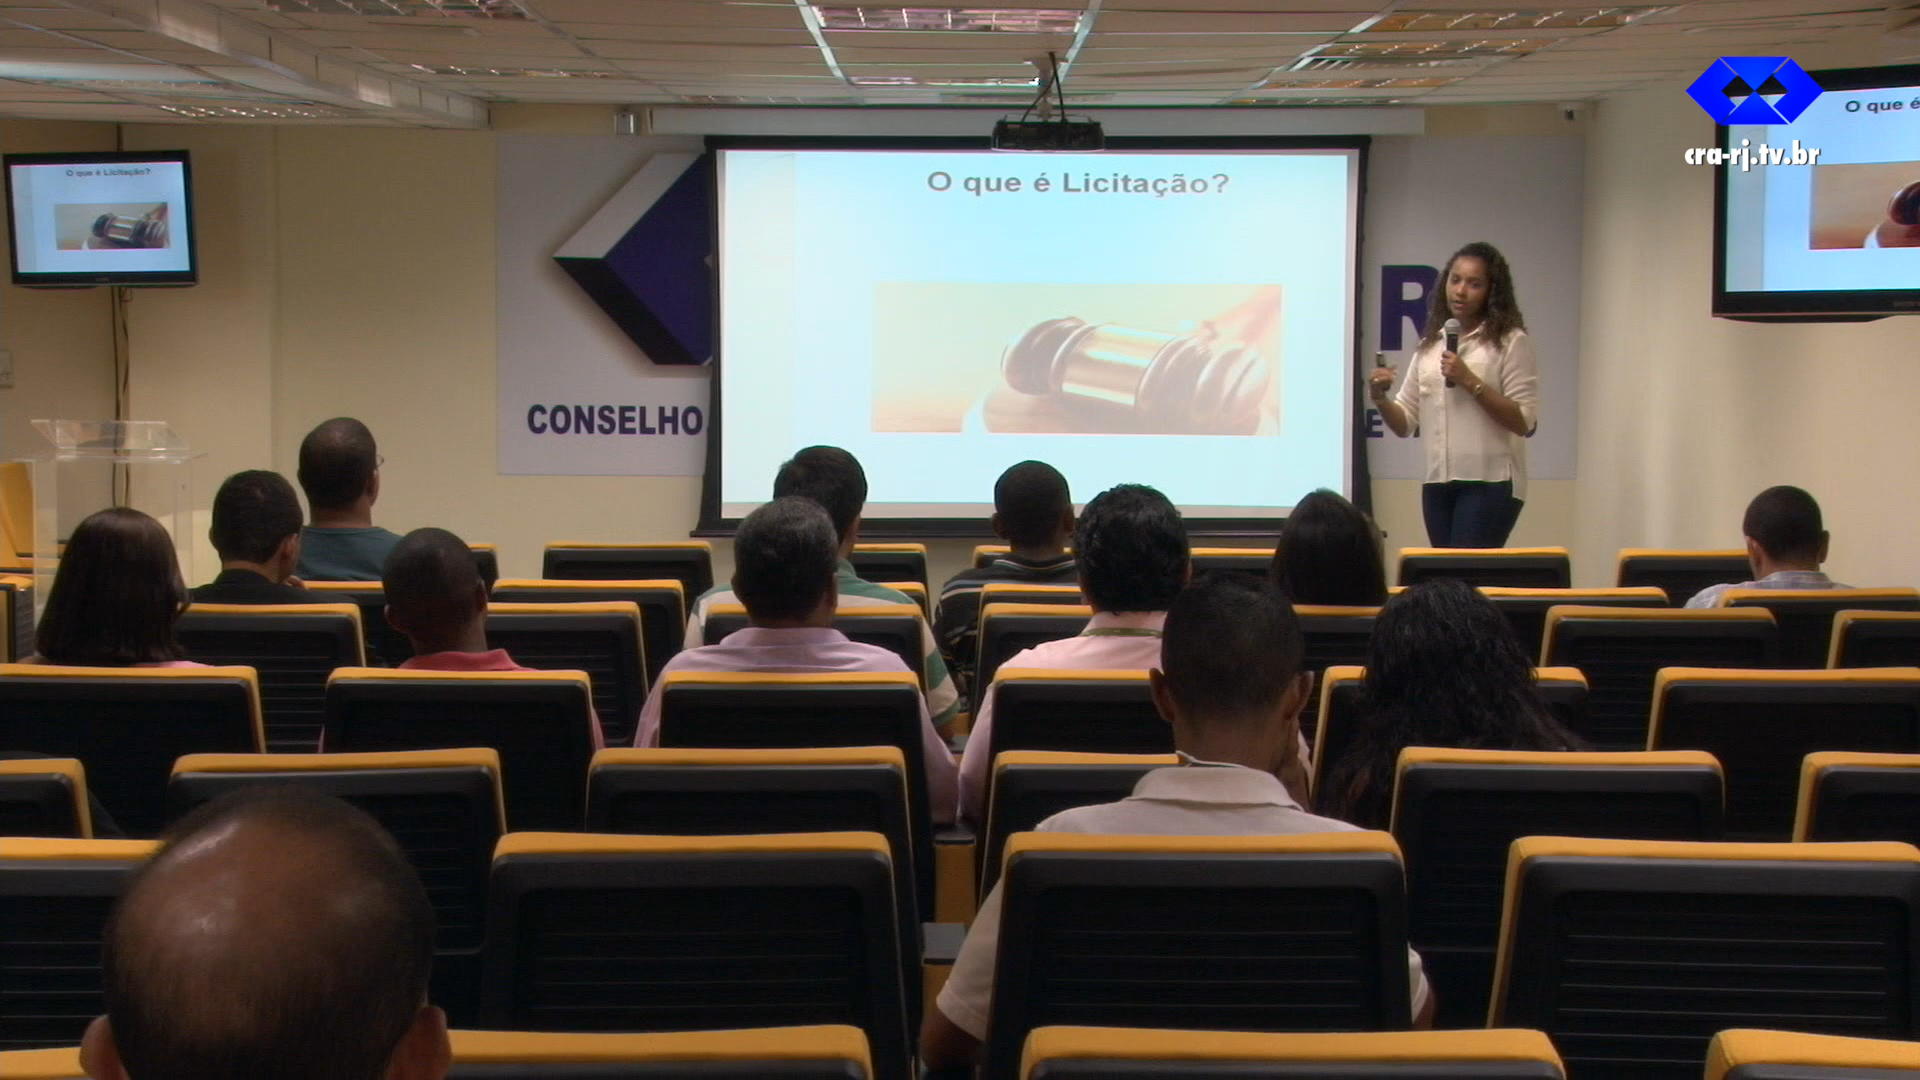 cra-rj.tv.br
O que é Licitação?
O que é Licitação?
O que é
R
CONSELHO